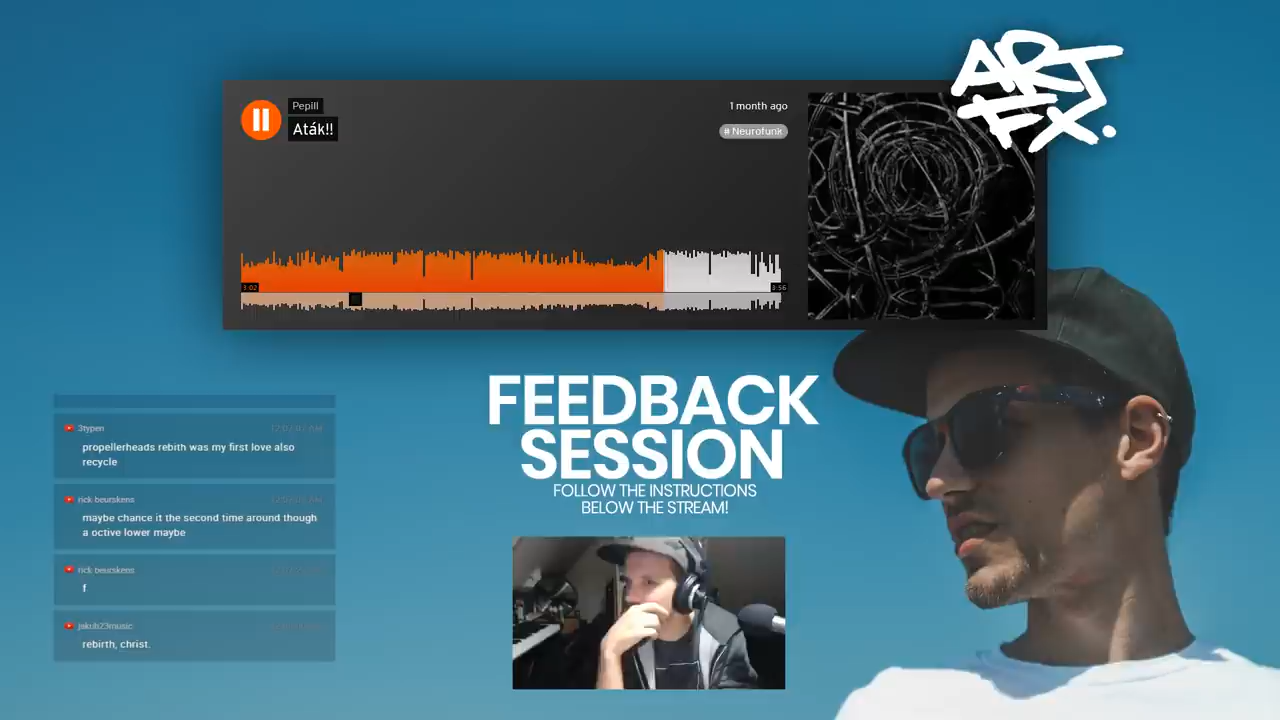 ART
FX.
Pepill
Aták!!
1 month ago
# Neurofunk
3:02
3:56
FEEDBACK
SESSION
FOLLOW THE INSTRUCTIONS
BELOW THE STREAM!
3typen
propellerheads rebith was my first love also
recycle
rick beurskens
maybe chance it the second time around though
a octive lower maybe
rick beurskens
f
jakub23music
rebirth, christ.